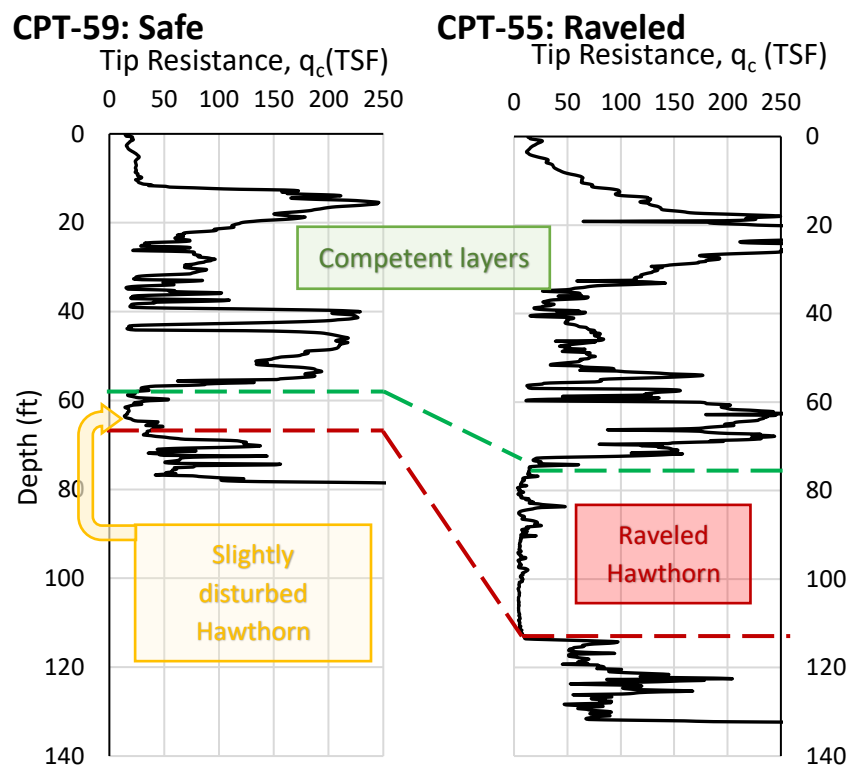 CPT-59: Safe
Tip Resistance, qc(TSF)
0 50 100 150 200 250
0
20
40
60
80
100
120
140
Depth (ft)
Competent layers
Slightly
disturbed
Hawthorn
CPT-55: Raveled
Tip Resistance, qc (TSF)
0 50 100 150 200 250
0
20
40
60
80
100
120
140
Raveled
Hawthorn